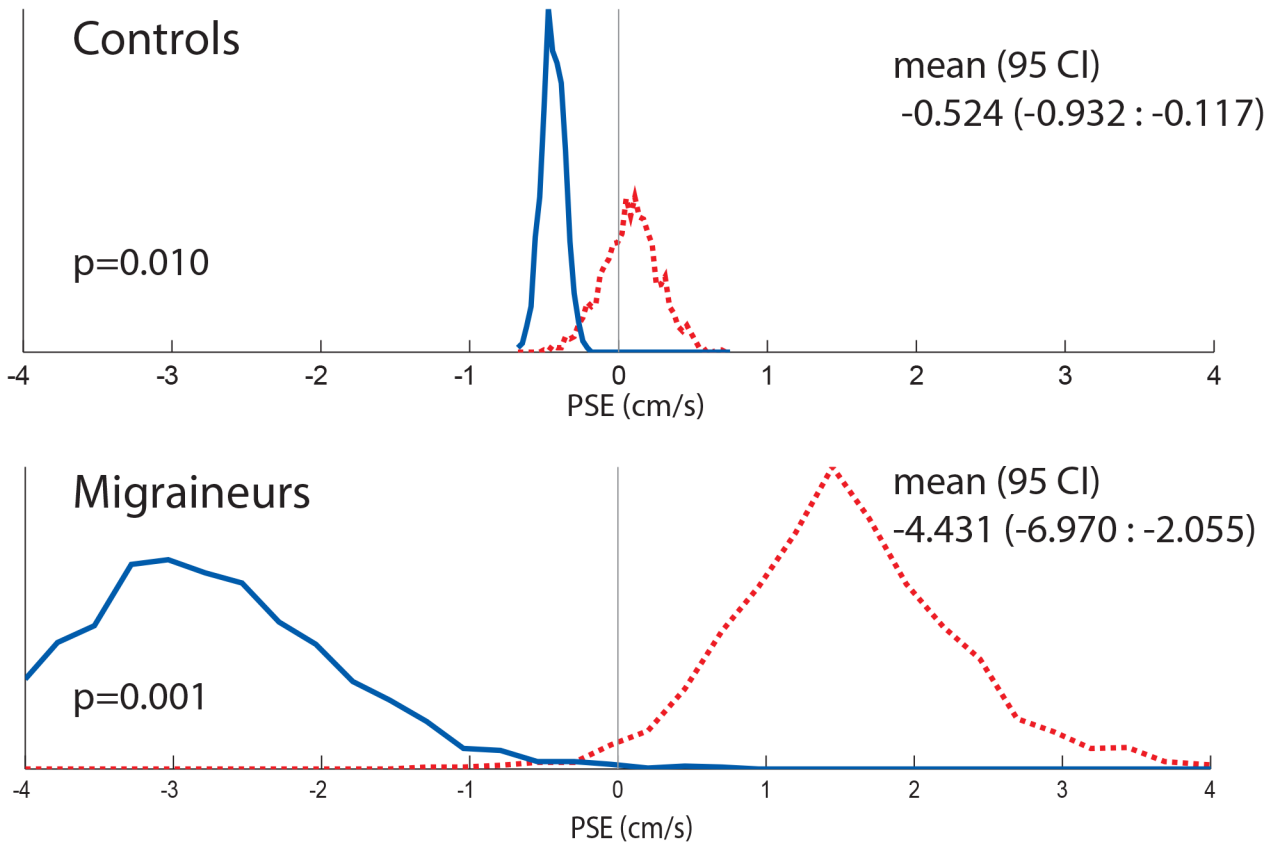 Controls
mean (95 CI)
-0.524 (-0.932 : -0.117)
p=0.010
-4 -3 -2 -1 0 1 2 3 4
PSE (cm/s)
Migraineurs
mean (95 CI)
-4.431 (-6.970 : -2.055)
p=0.001
-4 -3 -2 -1 0 1 2 3 4
PSE (cm/s)